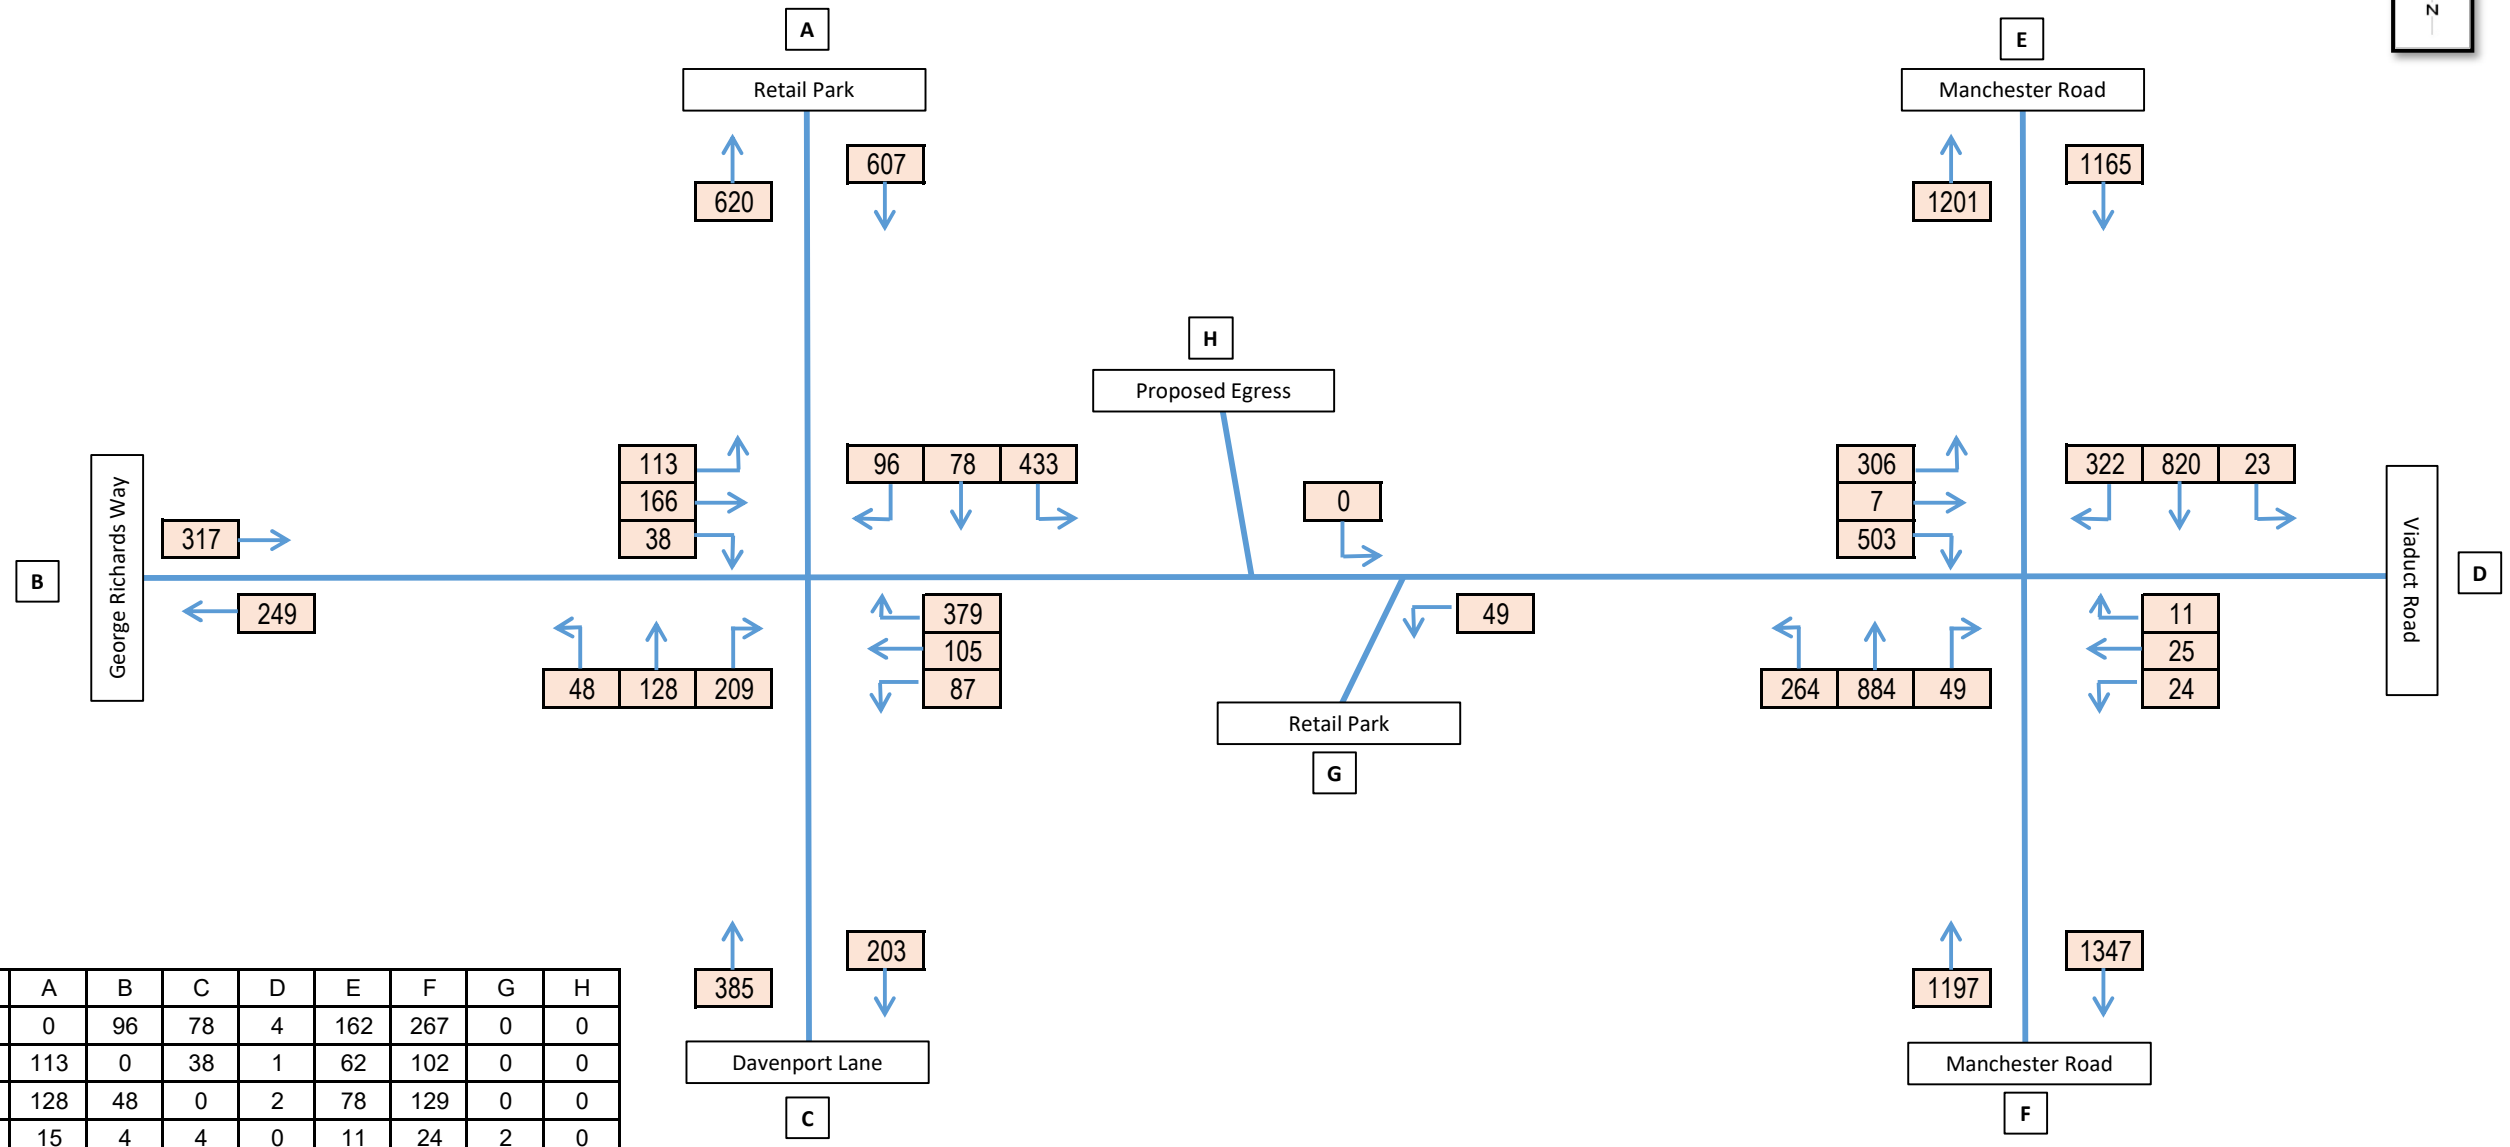 A
E
N
Retail Park
Manchester Road
607
620
1165
1201
H
Proposed Egress
113
166
38
96 78 433
0
306
7
503
322 820 23
George Richards Way
317
B
249
Viaduct Road
D
379
105
87
49
11
25
24
48 128 209
264 884 49
Retail Park
G
203
385
1347
1197
A B C D E F G H
0 96 78 4 162 267 0 0
113 0 38 1 62 102 0 0
128 48 0 2 78 129 0 0
15 4 4 0 11 24 2 0
Davenport Lane
C
Manchester Road
F